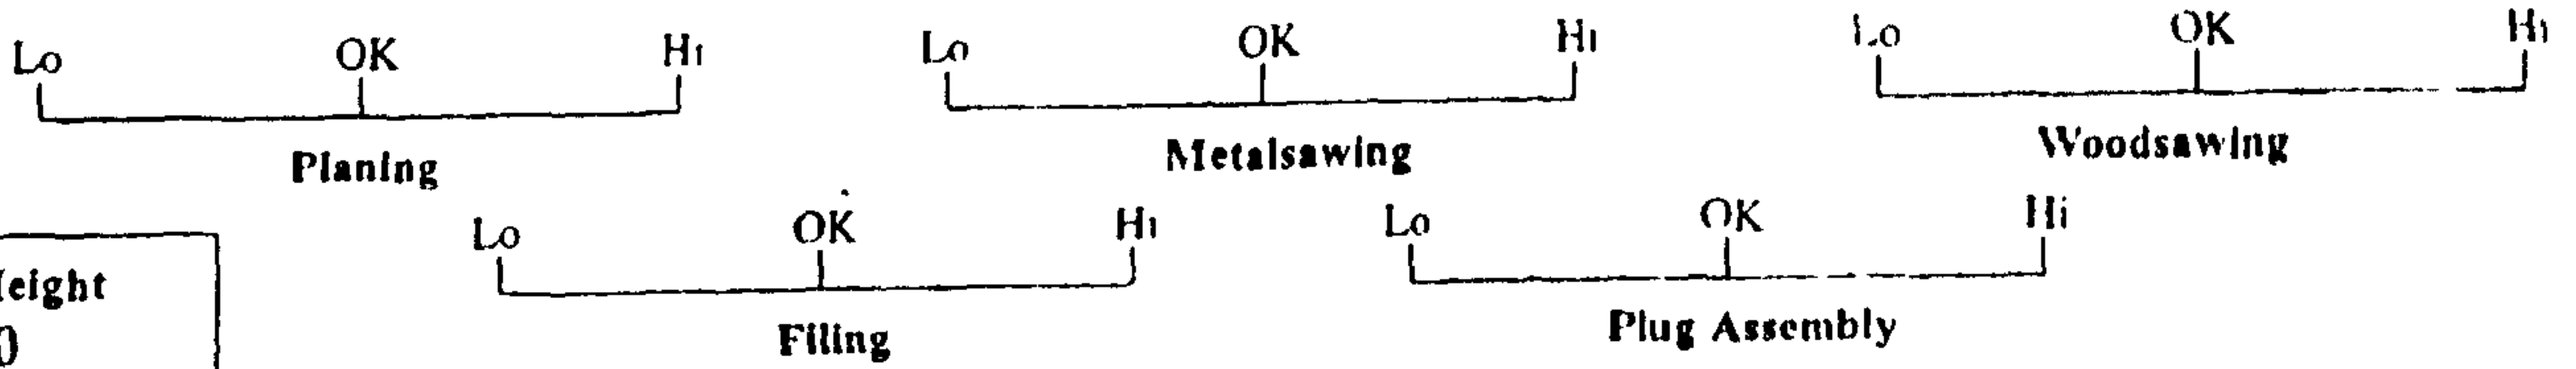 Lo OK Hi Lo OK Hi Lo OK Hi
Planing Metalsawing Woodsawing
Lo OK Hi Lo OK Hi
eight
Filing Plug Assembly